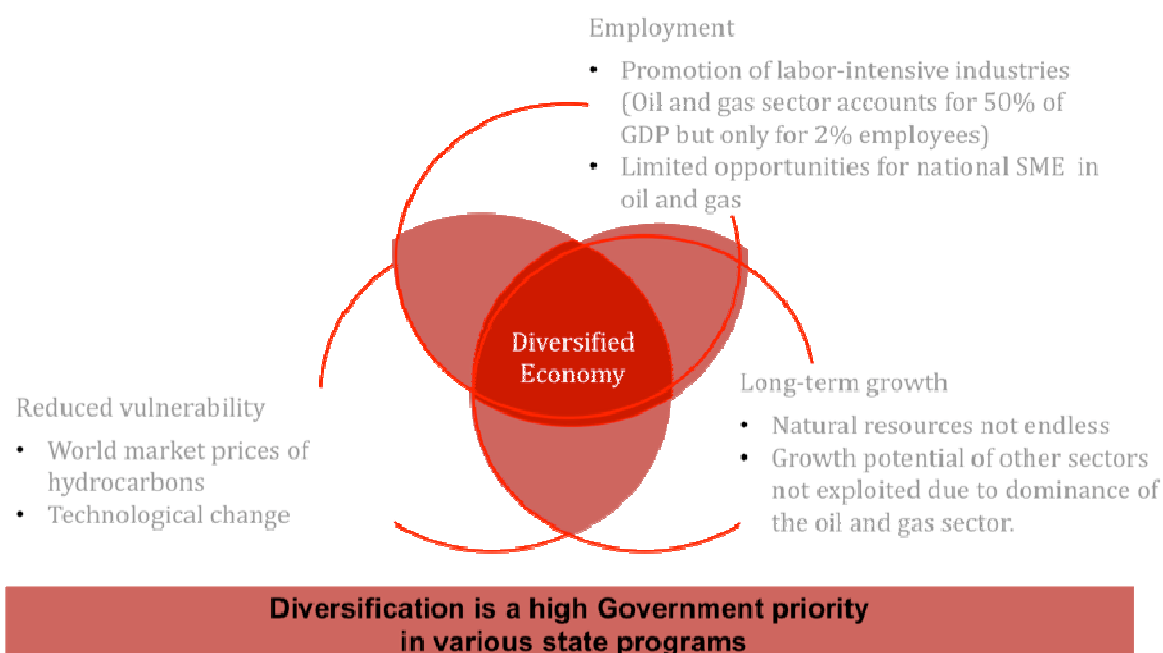 Employment
• Promotion of labor-intensive industries
(Oil and gas sector accounts for 50% of
GDP but only for 2% employees)
• Limited opportunities for national SME in
oil and gas
Diversified
Economy
Reduced vulnerability
• World market prices of
hydrocarbons
• Technological change
Long-term growth
• Natural resources not endless
• Growth potential of other sectors
not exploited due to dominance of
the oil and gas sector.
Diversification is a high Government priority
in various state programs